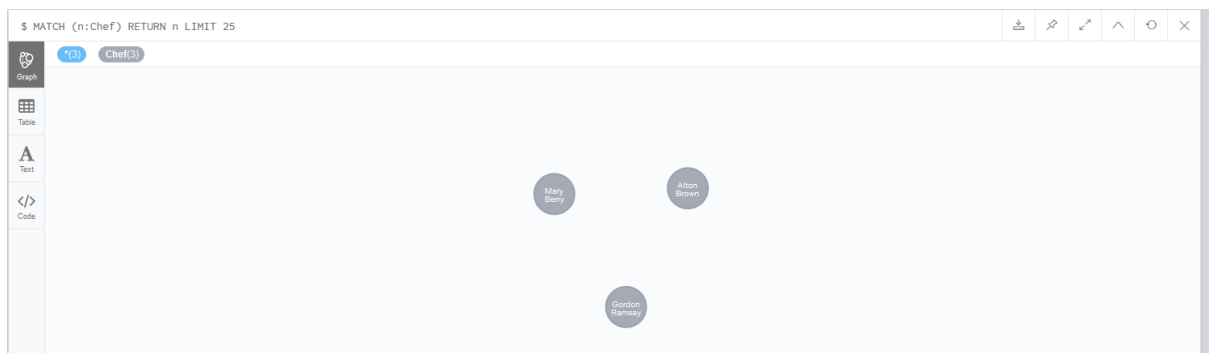 $ MATCH (n:Chef) RETURN n LIMIT 25
*(3) Chef(3)
Graph
Table
A
Text
</>
Code
Mary
Berry
Alton
Brown
Gordon
Ramsay